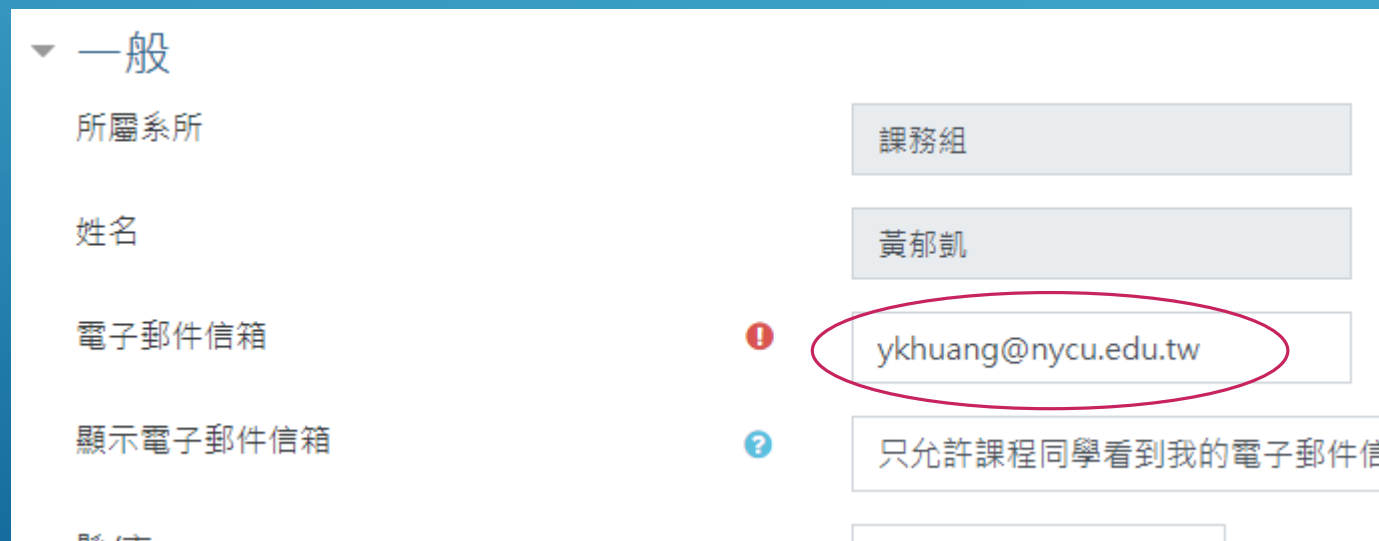 一般
所屬系所
課務組
姓名
黃郁凱
電子郵件信箱
ykhuang@nycu.edu.tw
顯示電子郵件信箱
只允許課程同學看到我的電子郵件信